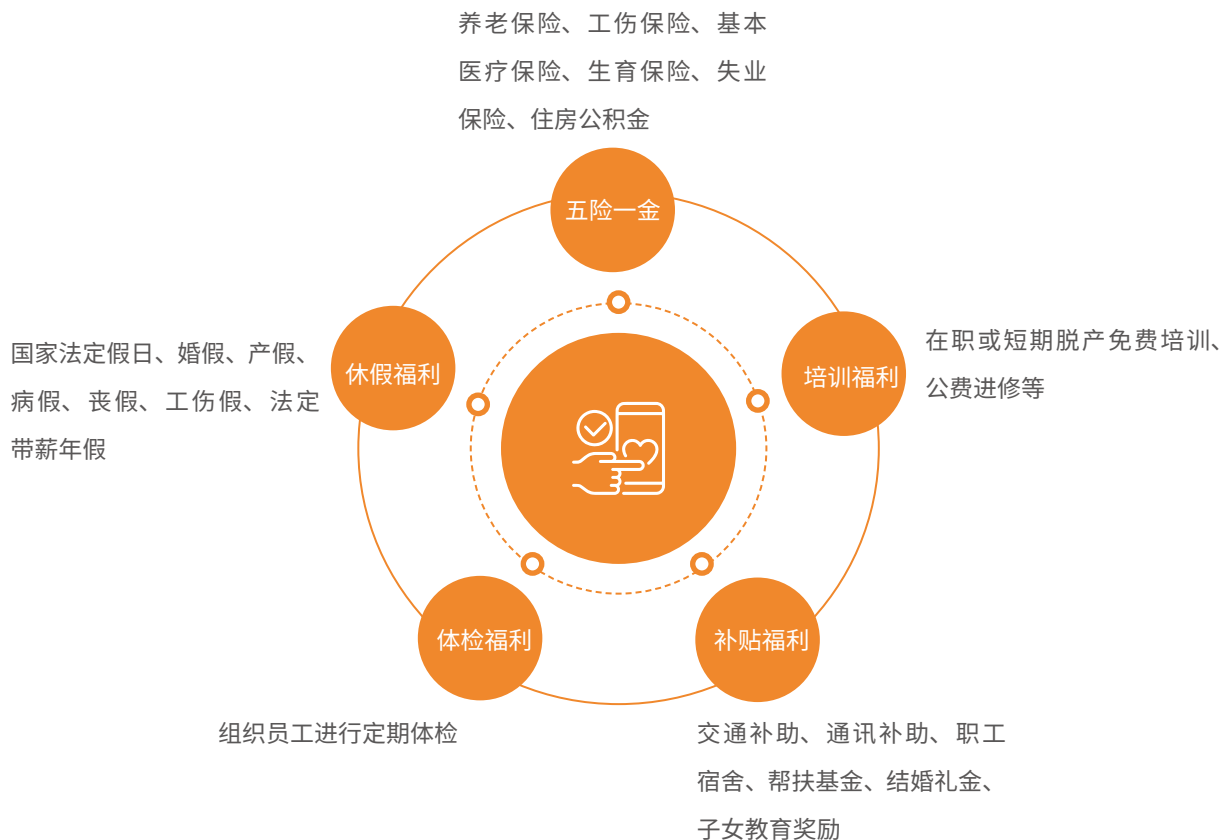 养老保险、工伤保险、基本
医疗保险、生育保险、失业
保险、住房公积金
五险一金
培训福利
在职或短期脱产免费培训、
公费进修等
休假福利
国家法定假日、婚假、产假、
病假、丧假、工伤假、法定
带薪年假
体检福利
组织员工进行定期体检
补贴福利
交通补助、通讯补助、职工
宿舍、帮扶基金、结婚礼金、
子女教育奖励